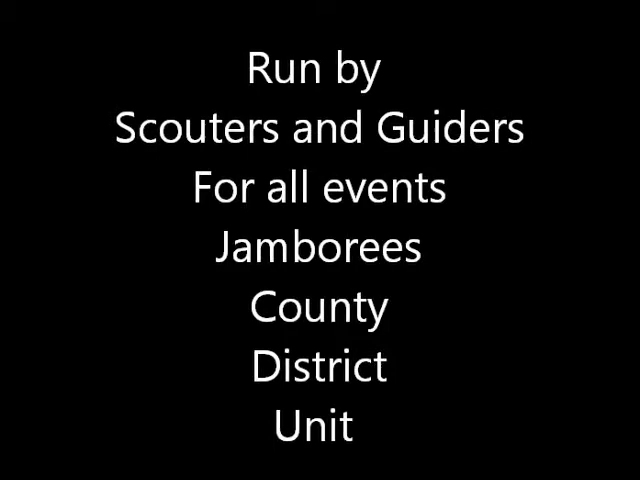 Run by
Scouters and Guiders
For all events
Jamborees
County
District
Unit